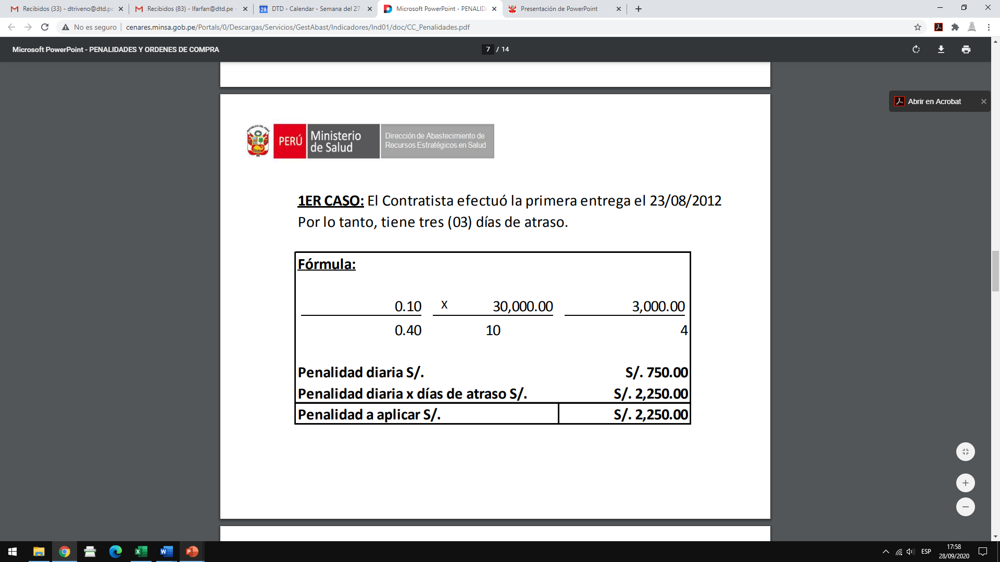 Recibidos (33) - dtriveno@dtd.pe
Recibidos (83) - lfarfan@dtd.pe -
28
DTD - Calendar - Semana del 27
Microsoft PowerPoint - PENALID
Presentación de PowerPoint
No es seguro
cenares.minsa.gob.pe/Portals/0/Descargas/Servicios/GestAbast/Indicadores/Ind01/doc/CC_Penalidades.pdf
Microsoft PowerPoint - PENALIDADES Y ORDENES DE COMPRA
7 / 14
Abrir en Acrobat
REPÚBLICA DEL PERÚ
PERÚ
Ministerio
de Salud
Dirección de Abastecimiento de
Recursos Estratégicos en Salud
1ER CASO: El Contratista efectuó la primera entrega el 23/08/2012
Por lo tanto, tiene tres (03) días de atraso.
Fórmula:
0.10 X 30,000.00 3,000.00
0.40 10 4
Penalidad diaria S/. S/. 750.00
Penalidad diaria x días de atraso S/. S/. 2,250.00
Penalidad a aplicar S/. S/. 2,250.00
ESP
17:58
28/09/2020